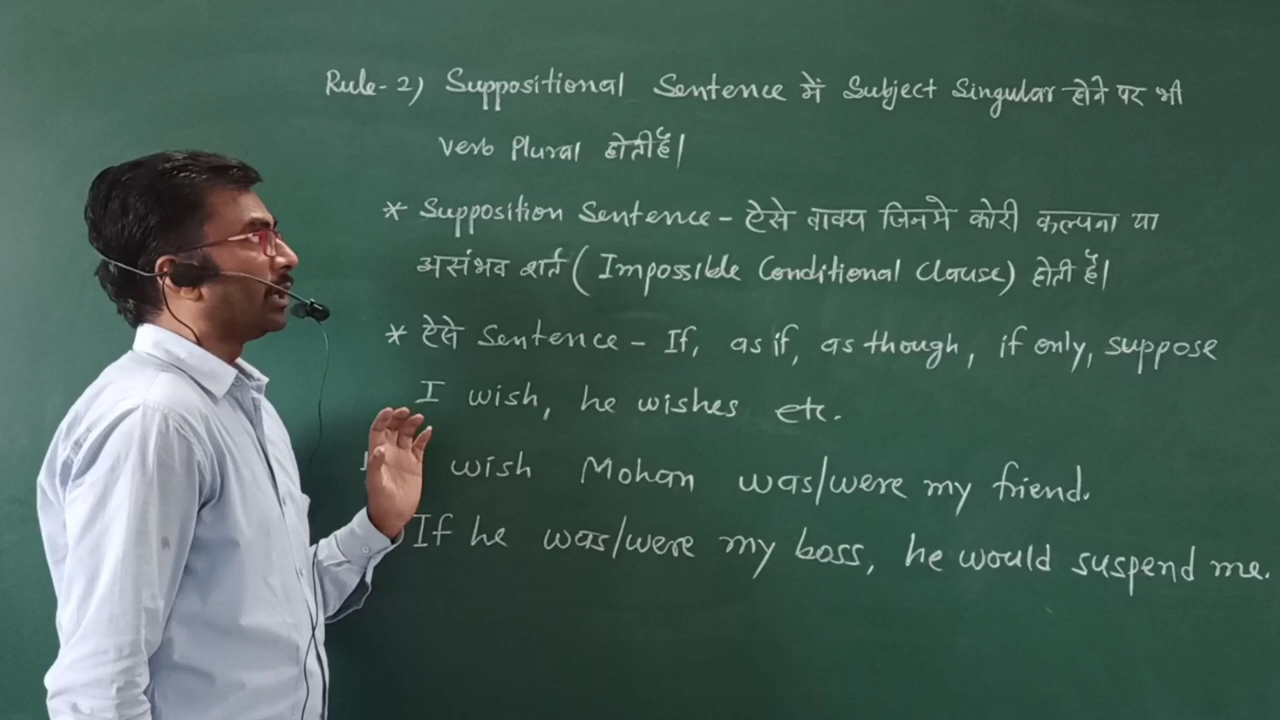 Rule- 2) Suppositional Sentence में Subject Singular होने पर भी
verb Plural होती है|
* Supposition Sentence - ऐसे वाक्य जिनमे कोरी कल्पना या
असंभव शर्त ( Impossible Conditional Clause) होती है|
* ऐसे Sentence - If, as if, as though, if only, suppose
I wish, he wishes etc.
wish Mohan was/were my friend.
If he was/were my boss, he would suspend me.